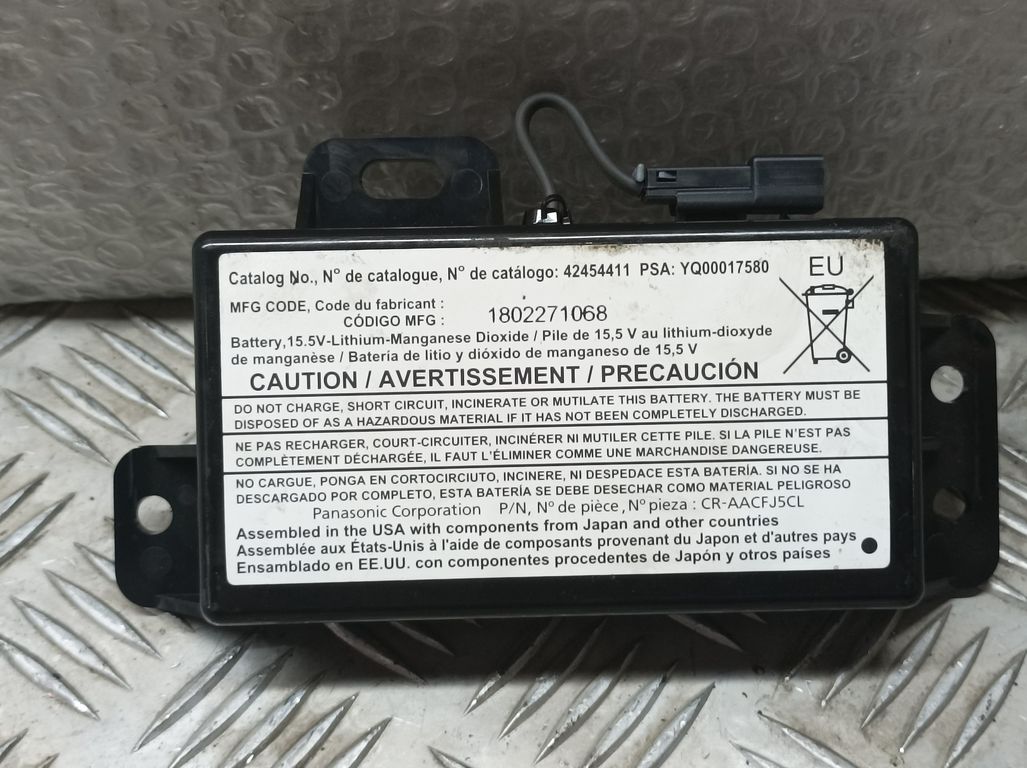 Catalog No., N° de catalogue, N° de catálogo: 42454411 PSA: YQ00017580
EU
MFG CODE, Code du fabricant :
CÓDIGO MFG : 1802271068
Battery,15.5V-Lithium-Manganese Dioxide / Pile de 15,5 V au lithium-dioxyde
de manganèse / Batería de litio y dióxido de manganeso de 15,5 V
CAUTION / AVERTISSEMENT / PRECAUCIÓN
DO NOT CHARGE, SHORT CIRCUIT, INCINERATE OR MUTILATE THIS BATTERY. THE BATTERY MUST BE
DISPOSED OF AS A HAZARDOUS MATERIAL IF IT HAS NOT BEEN COMPLETELY DISCHARGED.
NE PAS RECHARGER, COURT-CIRCUITER, INCINÉRER NI MUTILER CETTE PILE. SI LA PILE N'EST PAS
COMPLÈTEMENT DÉCHARGÉE, IL FAUT L'ÉLIMINER COMME UNE MARCHANDISE DANGEREUSE.
NO CARGUE, PONGA EN CORTOCIRCUITO, INCINERE, NI DESPEDACE ESTA BATERÍA. SI NO SE HA
DESCARGADO POR COMPLETO, ESTA BATERÍA SE DEBE DESECHAR COMO MATERIAL PELIGROSO
Panasonic Corporation P/N, N° de pièce, N° pieza : CR-AACFJ5CL
Assembled in the USA with components from Japan and other countries
Assemblée aux États-Unis à l'aide de composants provenant du Japon et d'autres pays
Ensamblado en EE.UU. con componentes procedentes de Japón y otros países